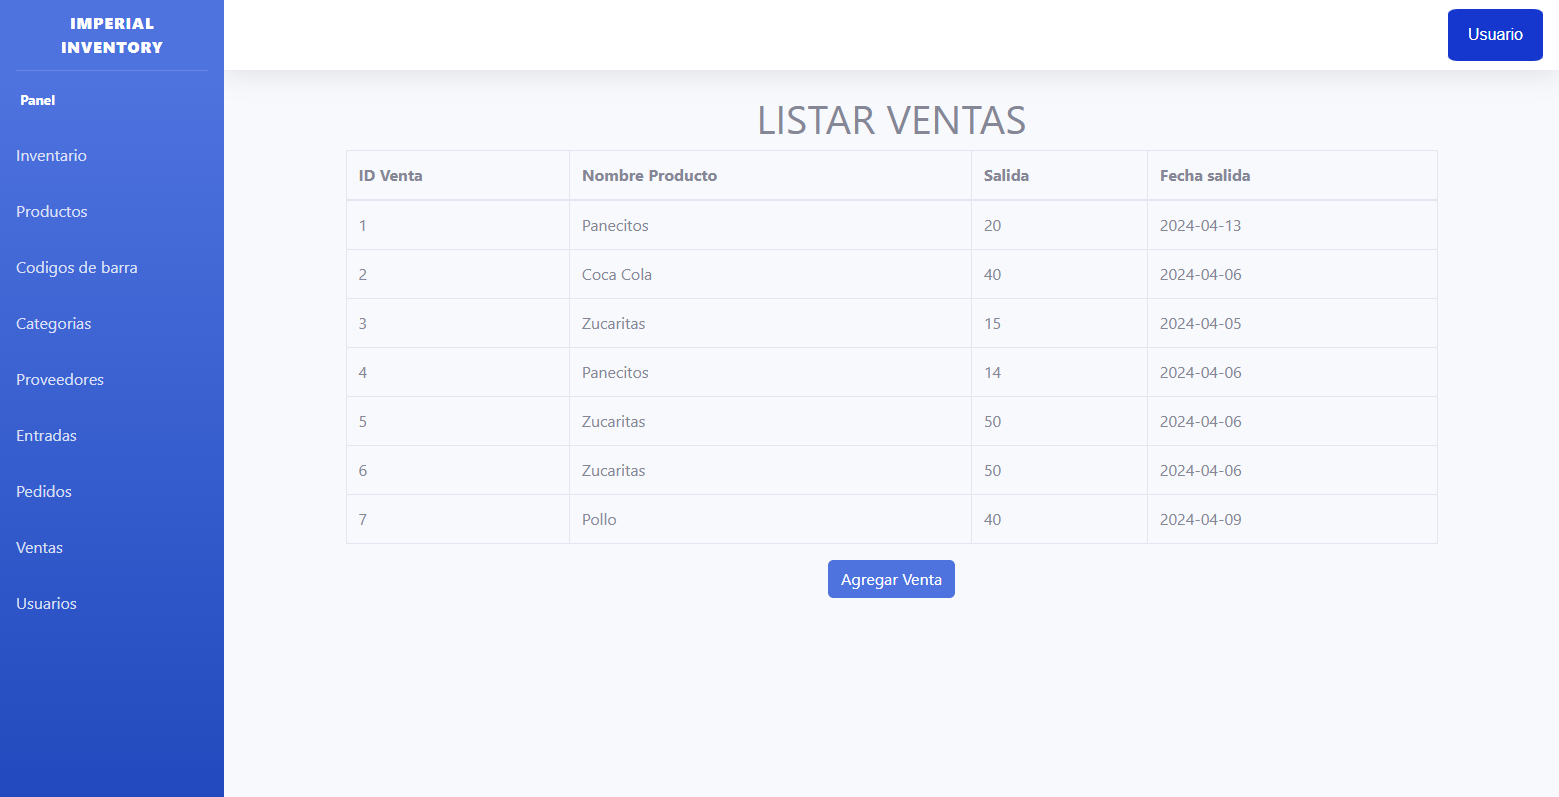 IMPERIAL
INVENTORY
Panel
Inventario
Productos
Codigos de barra
Categorias
Proveedores
Entradas
Pedidos
Ventas
Usuarios
Usuario
LISTAR VENTAS
ID Venta Nombre Producto Salida Fecha salida
1 Panecitos 20 2024-04-13
2 Coca Cola 40 2024-04-06
3 Zucaritas 15 2024-04-05
4 Panecitos 14 2024-04-06
5 Zucaritas 50 2024-04-06
6 Zucaritas 50 2024-04-06
7 Pollo 40 2024-04-09
Agregar Venta